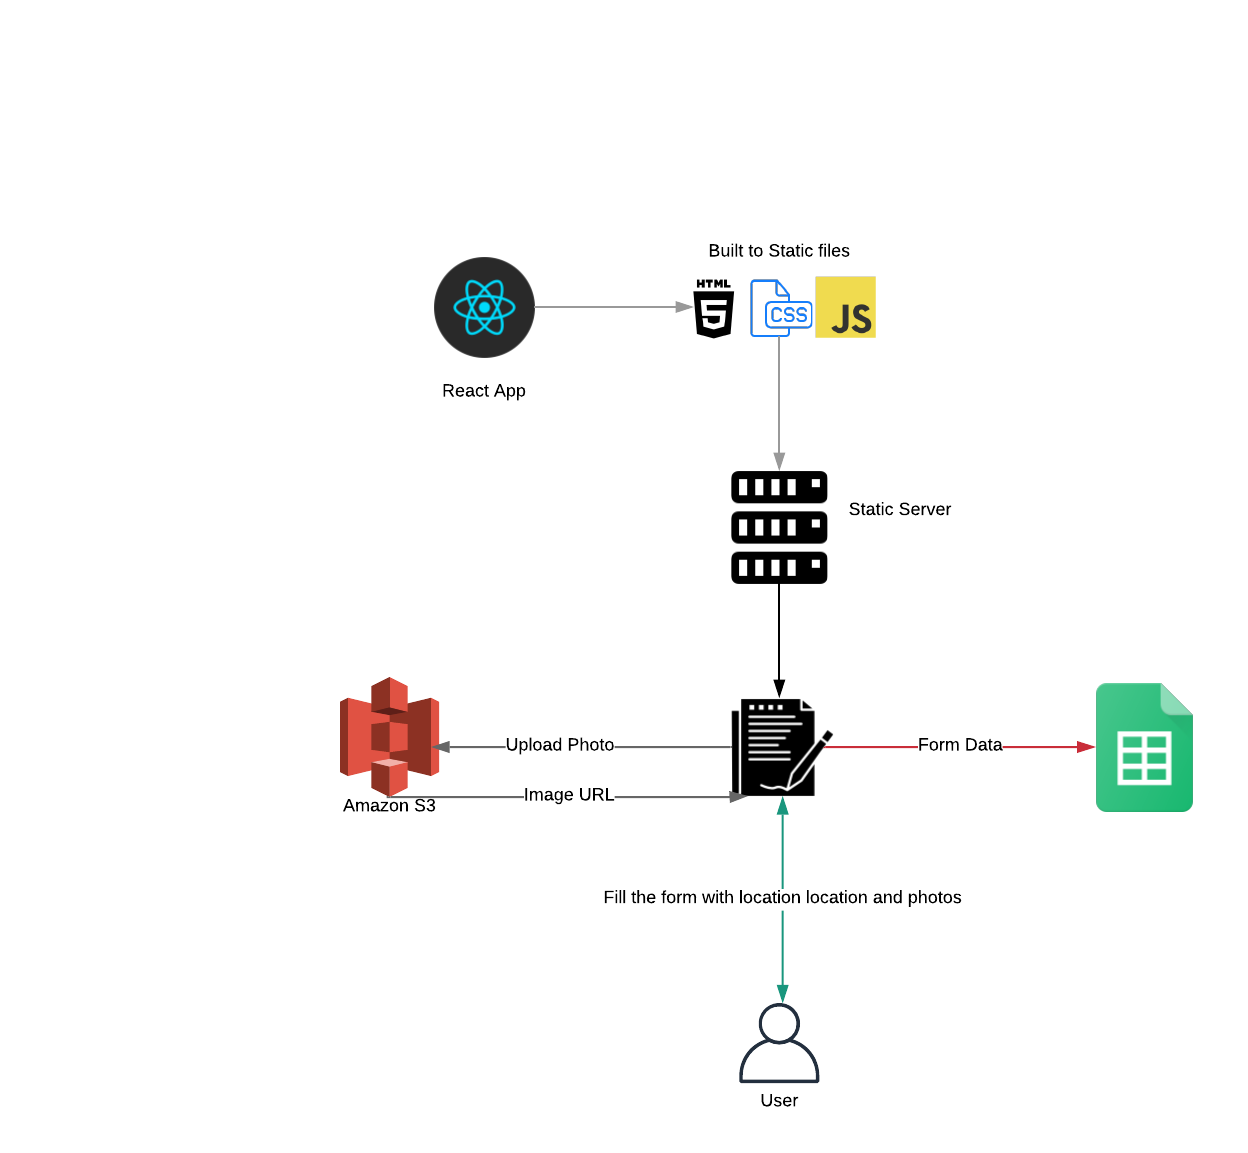 Built to Static files
HTML
5
CSS
JS
React App
Static Server
Upload Photo
Form Data
Image URL
Amazon S3
Fill the form with location location and photos
User